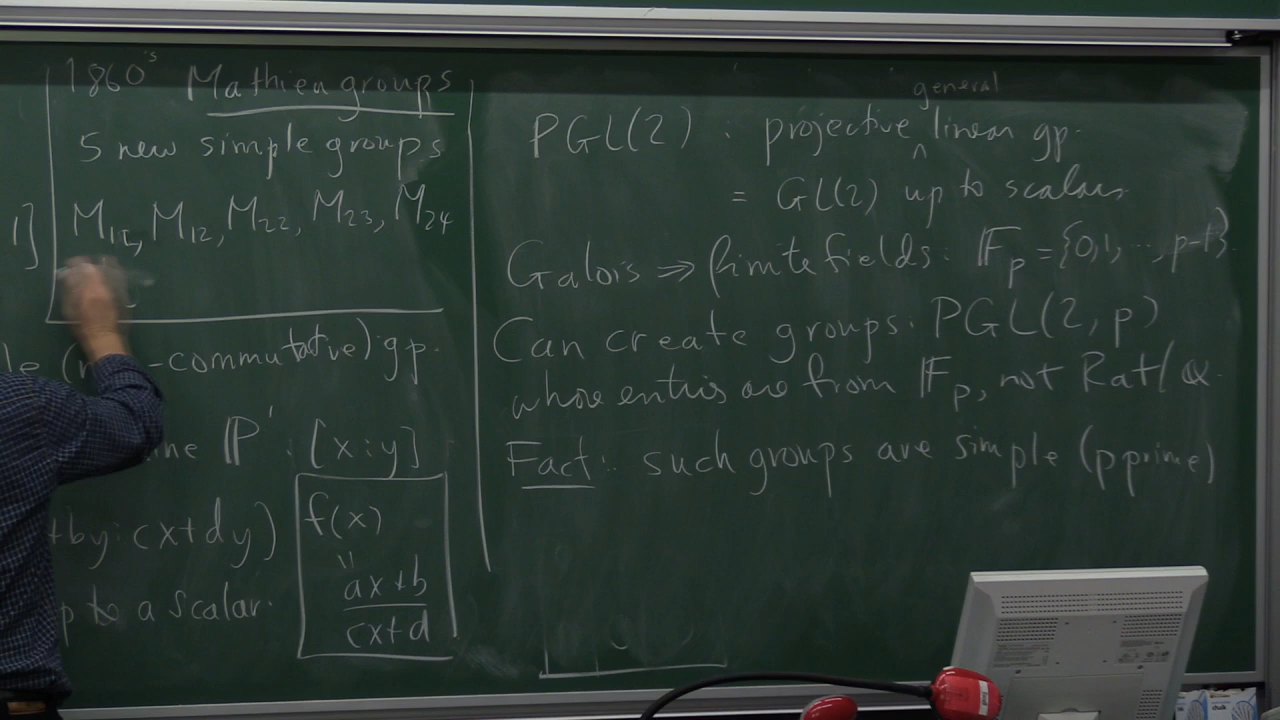 1860's Mathieu groups
5 new simple groups
M11, M12, M22, M23, M24
1]
-commutative) gp.
P' : [x:y]
+by: cx+dy)
f(x)
"
ax+b
cx+d
up to a scalar.
general
PGL(2) : projective ^ linear gp.
= GL(2) up to scalars
Galois ⇒ finite fields: Fp = {0,1,..., p-1}.
Can create groups. PGL(2, p)
whose entries are from Fp, not Rat/ℂ.
Fact: such groups are simple (p prime)